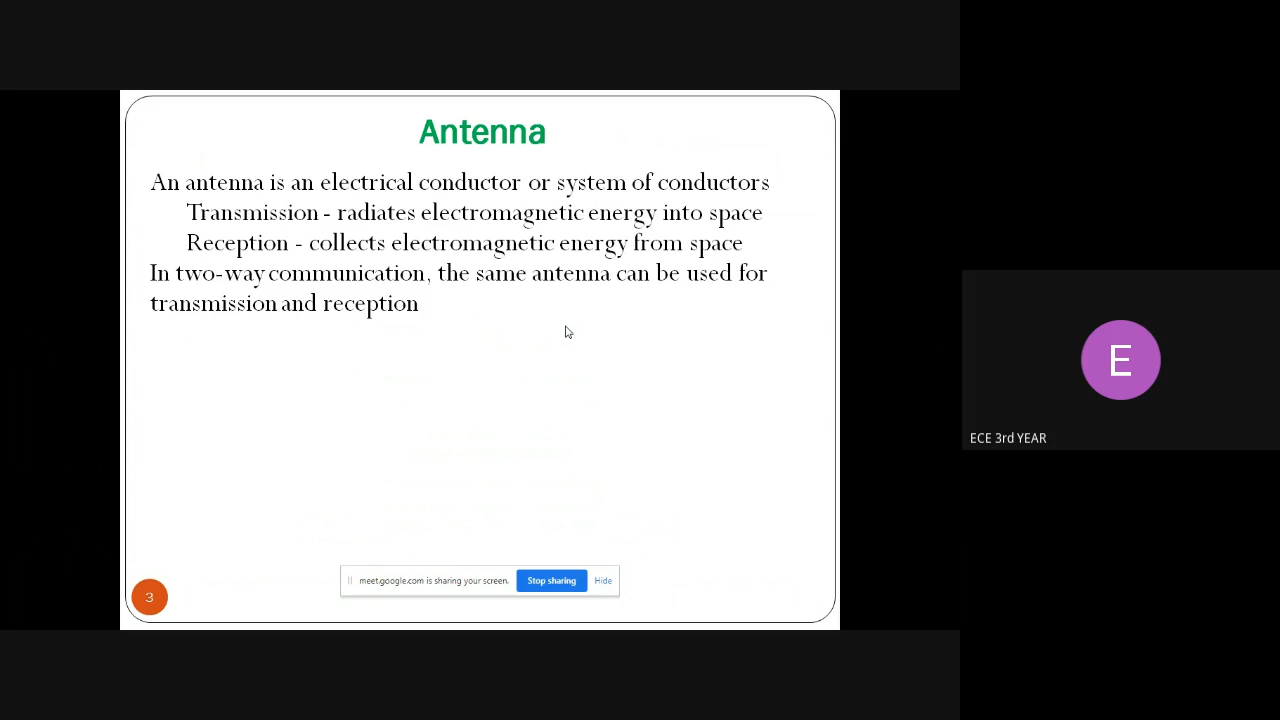 Antenna
An antenna is an electrical conductor or system of conductors
Transmission - radiates electromagnetic energy into space
Reception - collects electromagnetic energy from space
In two-way communication, the same antenna can be used for
transmission and reception
E
ECE 3rd YEAR
meet.google.com is sharing your screen. Stop sharing Hide
3